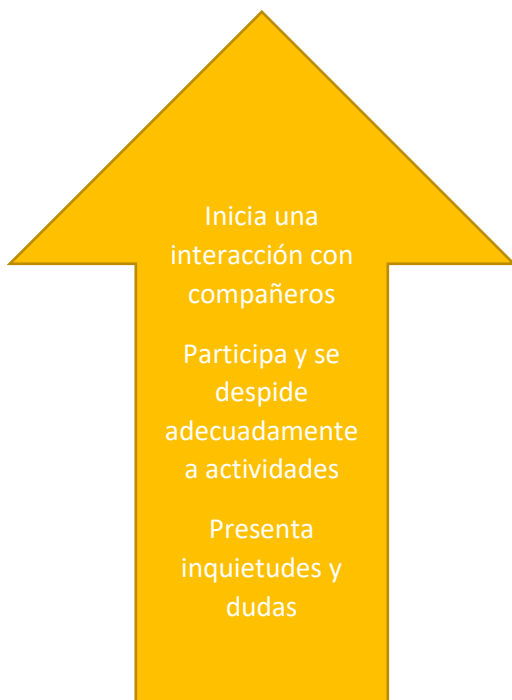 Inicia una
interacción con
compañeros
Participa y se
despide
adecuadamente
a actividades
Presenta
inquietudes y
dudas